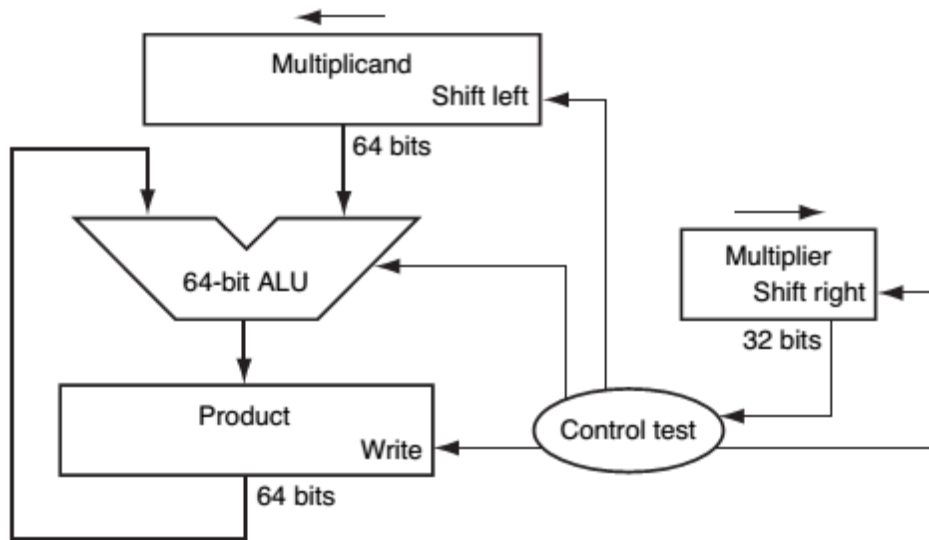 Multiplicand
Shift left
64 bits
64-bit ALU
Multiplier
Shift right
32 bits
Product
Write
Control test
64 bits